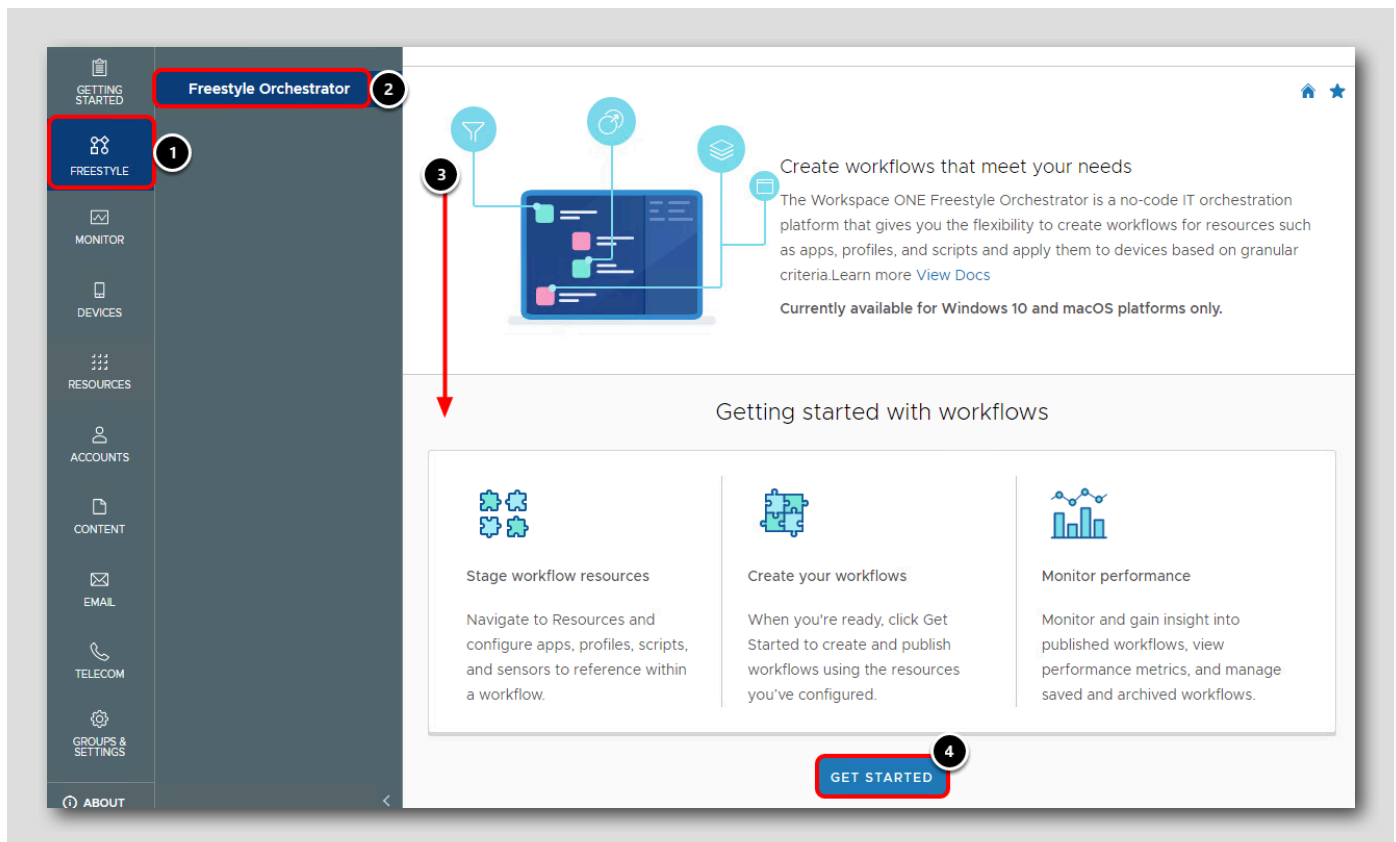 GETTING
STARTED
Freestyle Orchestrator
2
1
FREESTYLE
MONITOR
DEVICES
RESOURCES
ACCOUNTS
CONTENT
EMAIL
TELECOM
GROUPS &
SETTINGS
ABOUT
3
Create workflows that meet your needs
The Workspace ONE Freestyle Orchestrator is a no-code IT orchestration
platform that gives you the flexibility to create workflows for resources such
as apps, profiles, and scripts and apply them to devices based on granular
criteria.Learn more View Docs
Currently available for Windows 10 and macOS platforms only.
Getting started with workflows
Stage workflow resources
Navigate to Resources and
configure apps, profiles, scripts,
and sensors to reference within
a workflow.
Create your workflows
When you're ready, click Get
Started to create and publish
workflows using the resources
you've configured.
Monitor performance
Monitor and gain insight into
published workflows, view
performance metrics, and manage
saved and archived workflows.
4
GET STARTED